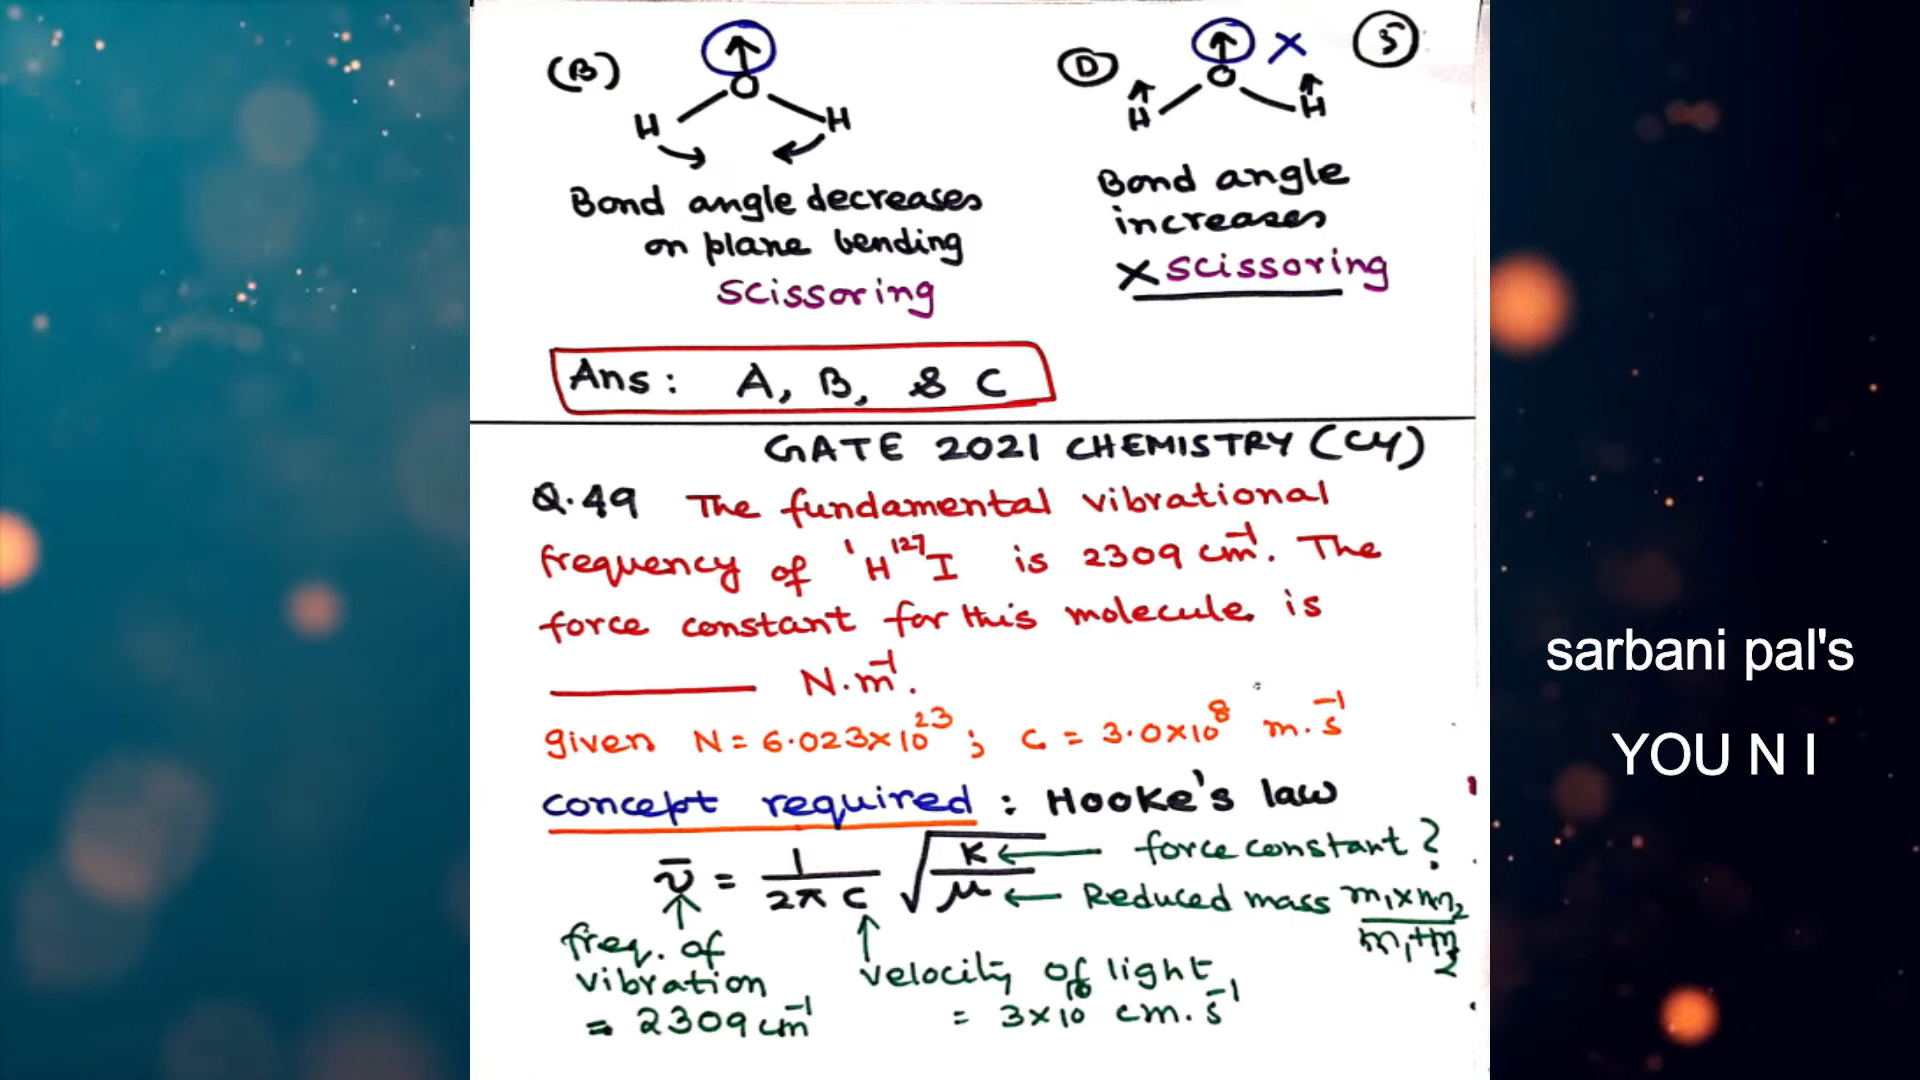 (B)
O
H H
Bond angle decreases
on plane bending
scissoring
D
X
5
O
H H
Bond angle
increases
X scissoring
Ans: A, B, & C
GATE 2021 CHEMISTRY (CY)
Q.49 The fundamental vibrational
frequency of ¹H¹²⁷I is 2309 cm⁻¹. The
force constant for this molecule is
______ N.m⁻¹.
given N = 6.023×10²³; C = 3.0×10⁸ m.s⁻¹
concept required : Hooke's law
ν̄ = 1/2πc √K/μ
← force constant?
← Reduced mass m₁×m₂/m₁+m₂
freq. of
vibration
= 2309 cm⁻¹
velocity of light
= 3×10¹⁰ cm.s⁻¹
sarbani pal's
YOU N I